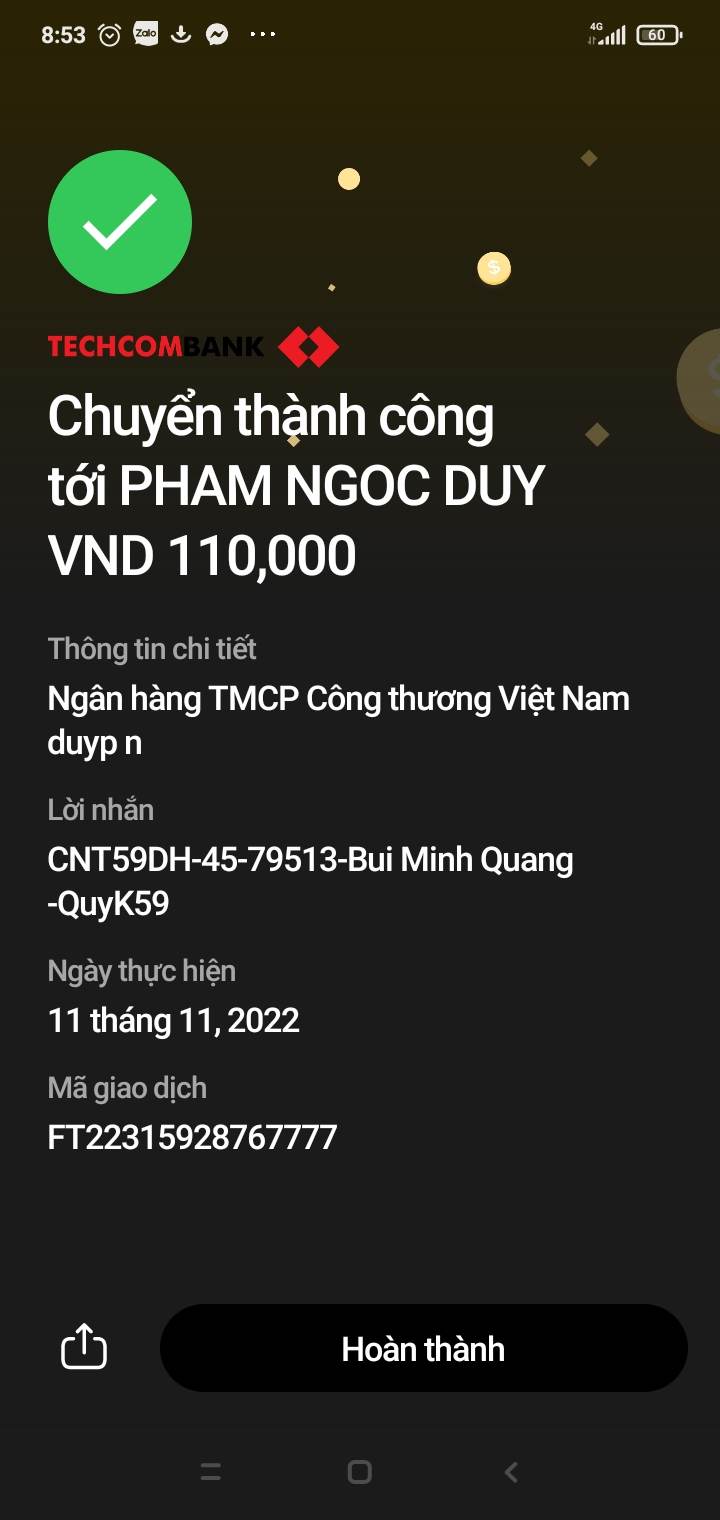 8:53 Zalo 4G 60
TECHCOMBANK
Chuyển thành công
tới PHAM NGOC DUY
VND 110,000
Thông tin chi tiết
Ngân hàng TMCP Công thương Việt Nam
duyp n
Lời nhắn
CNT59DH-45-79513-Bui Minh Quang
-QuyK59
Ngày thực hiện
11 tháng 11, 2022
Mã giao dịch
FT22315928767777
Hoàn thành